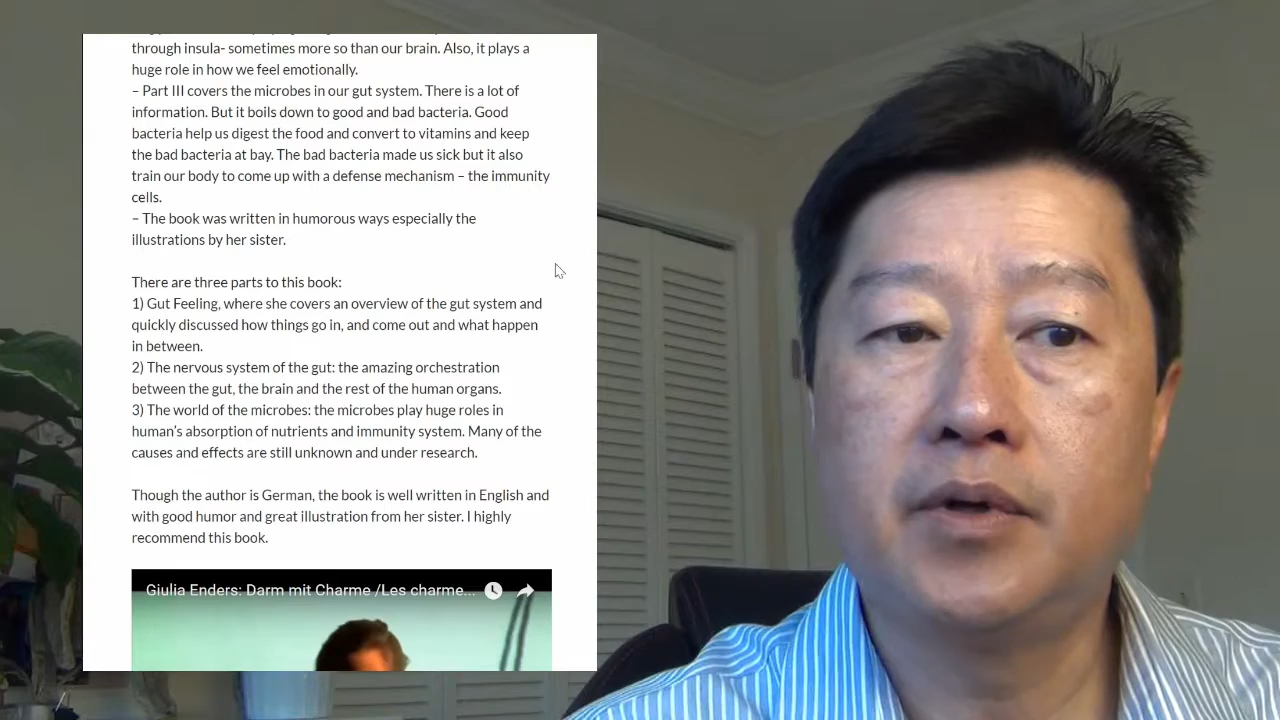 through insula- sometimes more so than our brain. Also, it plays a
huge role in how we feel emotionally.
– Part III covers the microbes in our gut system. There is a lot of
information. But it boils down to good and bad bacteria. Good
bacteria help us digest the food and convert to vitamins and keep
the bad bacteria at bay. The bad bacteria made us sick but it also
train our body to come up with a defense mechanism – the immunity
cells.
– The book was written in humorous ways especially the
illustrations by her sister.
There are three parts to this book:
1) Gut Feeling, where she covers an overview of the gut system and
quickly discussed how things go in, and come out and what happen
in between.
2) The nervous system of the gut: the amazing orchestration
between the gut, the brain and the rest of the human organs.
3) The world of the microbes: the microbes play huge roles in
human’s absorption of nutrients and immunity system. Many of the
causes and effects are still unknown and under research.
Though the author is German, the book is well written in English and
with good humor and great illustration from her sister. I highly
recommend this book.
Giulia Enders: Darm mit Charme /Les charme...